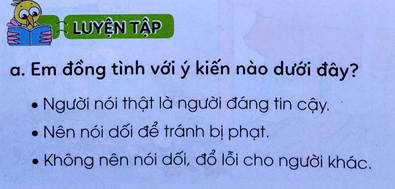 LUYỆN TẬP
a. Em đồng tình với ý kiến nào dưới đây?
• Người nói thật là người đáng tin cậy.
• Nên nói dối để tránh bị phạt.
• Không nên nói dối, đổ lỗi cho người khác.